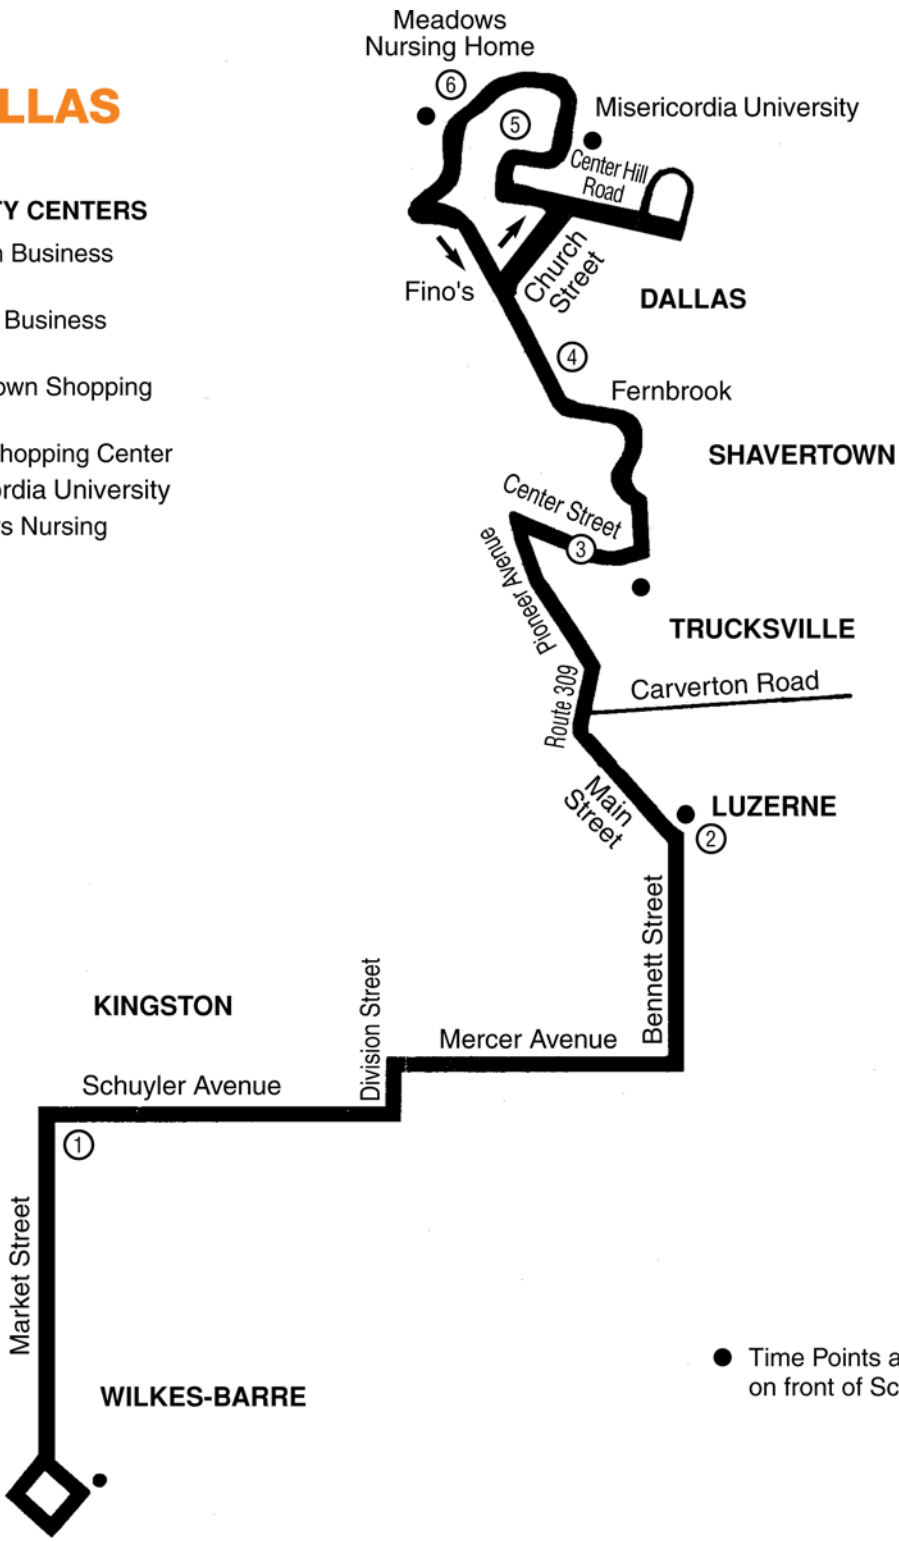 Meadows
Nursing Home
6
LLAS
5
Misericordia University
Center Hill
Road
TY CENTERS
Business
Church
Street
Fino's
DALLAS
Business
4
own Shopping
Fernbrook
hopping Center
SHAVERTOWN
ordia University
Center Street
rs Nursing
3
Pioneer Avenue
TRUCKSVILLE
Route 309
Carverton Road
Main
Street
LUZERNE
2
Bennett Street
KINGSTON
Division Street
Mercer Avenue
Schuyler Avenue
1
Market Street
Time Points a
on front of Sc
WILKES-BARRE